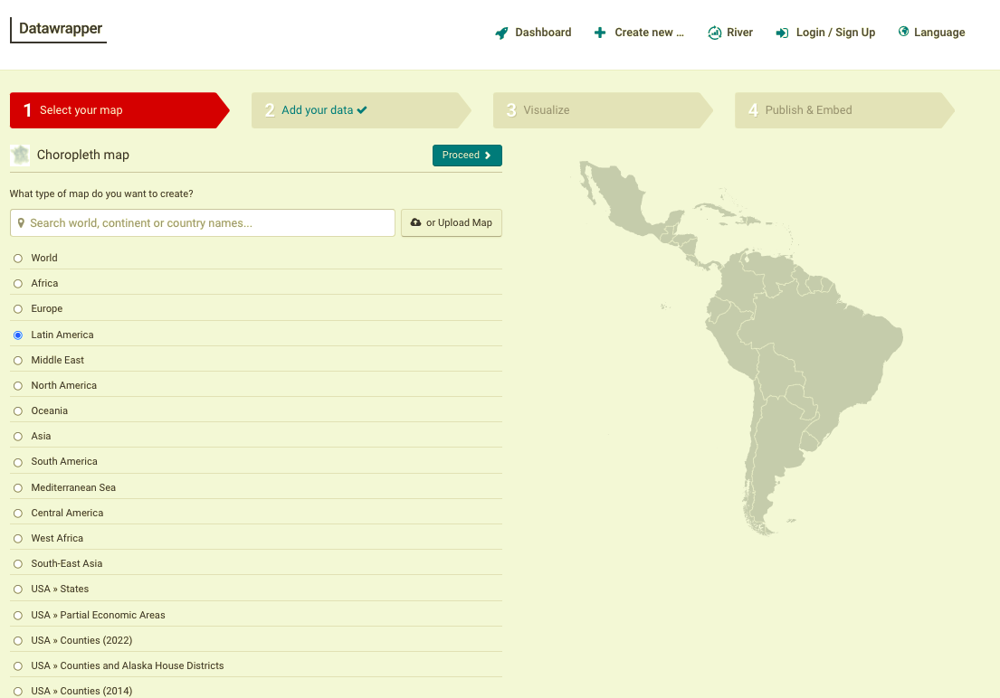 Datawrapper
Dashboard
Create new ...
River
Login / Sign Up
Language
1 Select your map
2 Add your data
3 Visualize
4 Publish & Embed
Choropleth map
Proceed
What type of map do you want to create?
Search world, continent or country names...
or Upload Map
World
Africa
Europe
Latin America
Middle East
North America
Oceania
Asia
South America
Mediterranean Sea
Central America
West Africa
South-East Asia
USA » States
USA » Partial Economic Areas
USA » Counties (2022)
USA » Counties and Alaska House Districts
USA » Counties (2014)